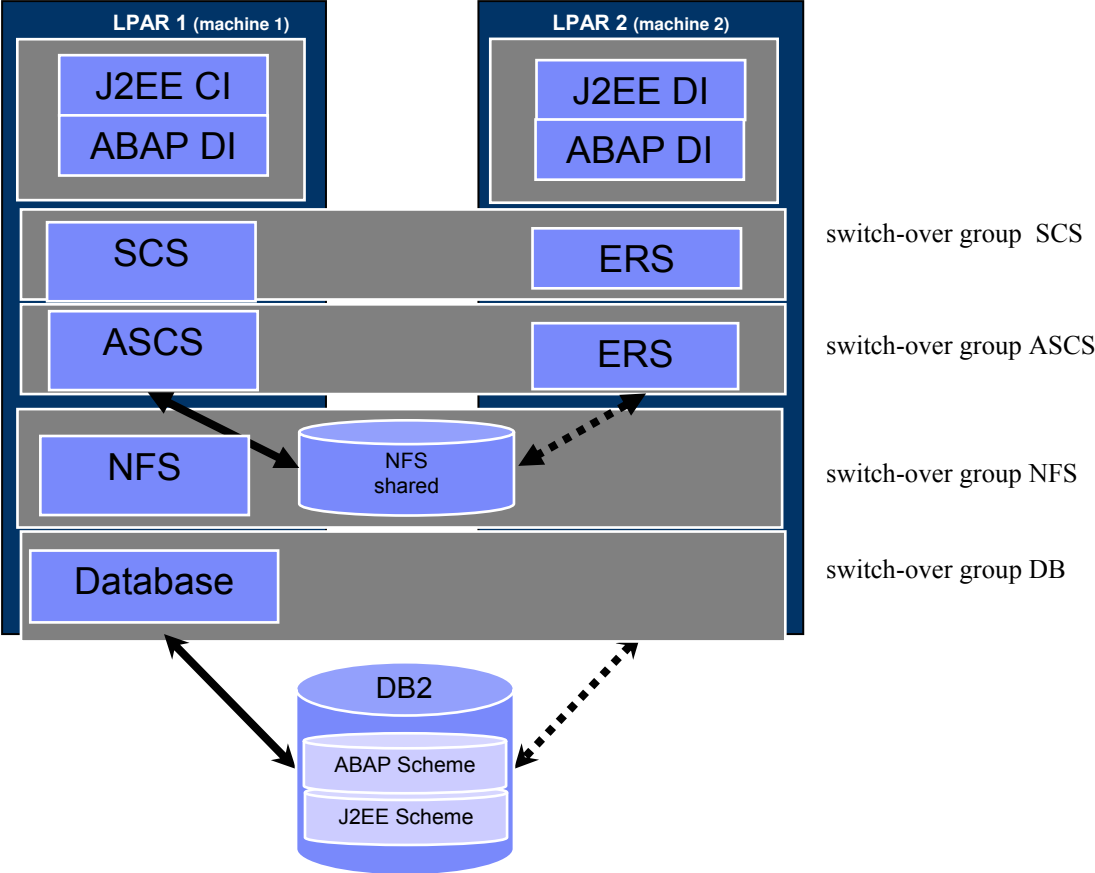 LPAR 1 (machine 1)
LPAR 2 (machine 2)
J2EE CI
ABAP DI
J2EE DI
ABAP DI
SCS
ERS
switch-over group  SCS
ASCS
ERS
switch-over group ASCS
NFS
NFS
shared
switch-over group NFS
Database
switch-over group DB
DB2
ABAP Scheme
J2EE Scheme